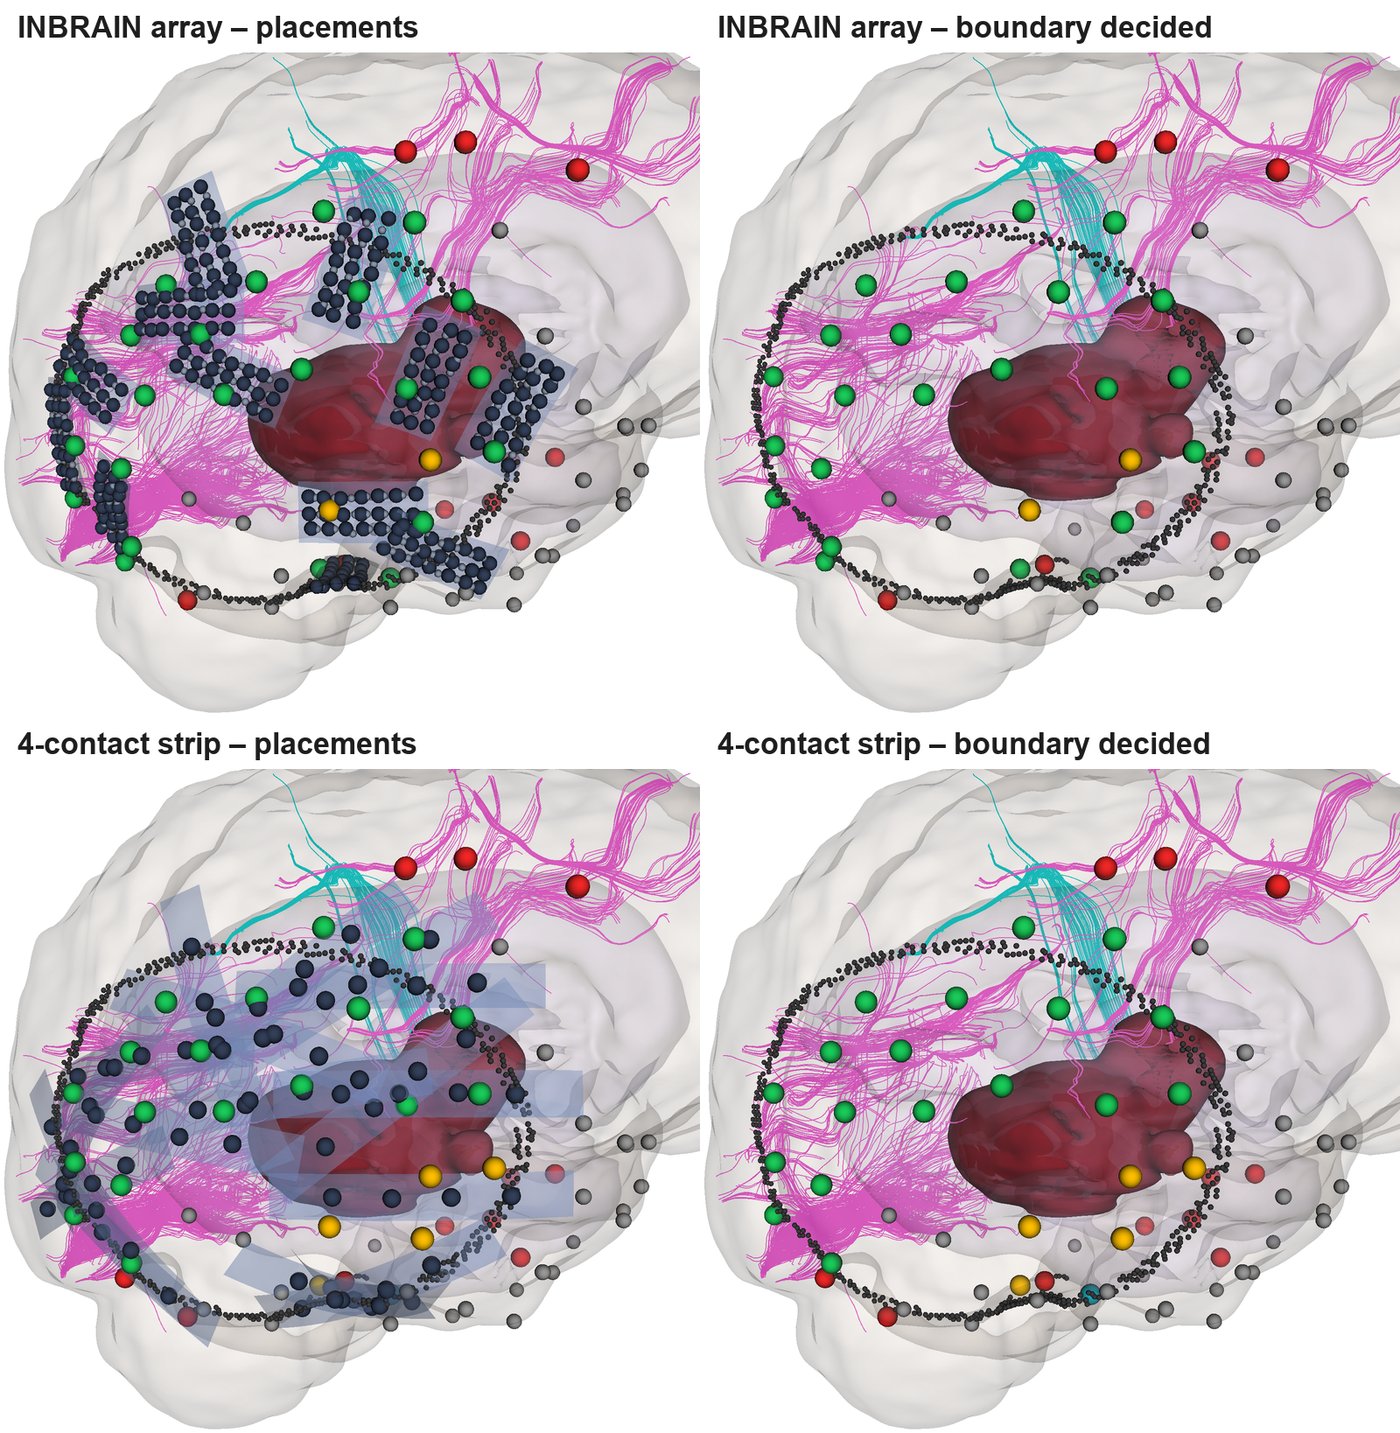 INBRAIN array – placements
INBRAIN array – boundary decided
4-contact strip – placements
4-contact strip – boundary decided